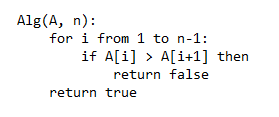 Alg(A, n):
    for i from 1 to n-1:
        if A[i] > A[i+1] then
            return false
    return true